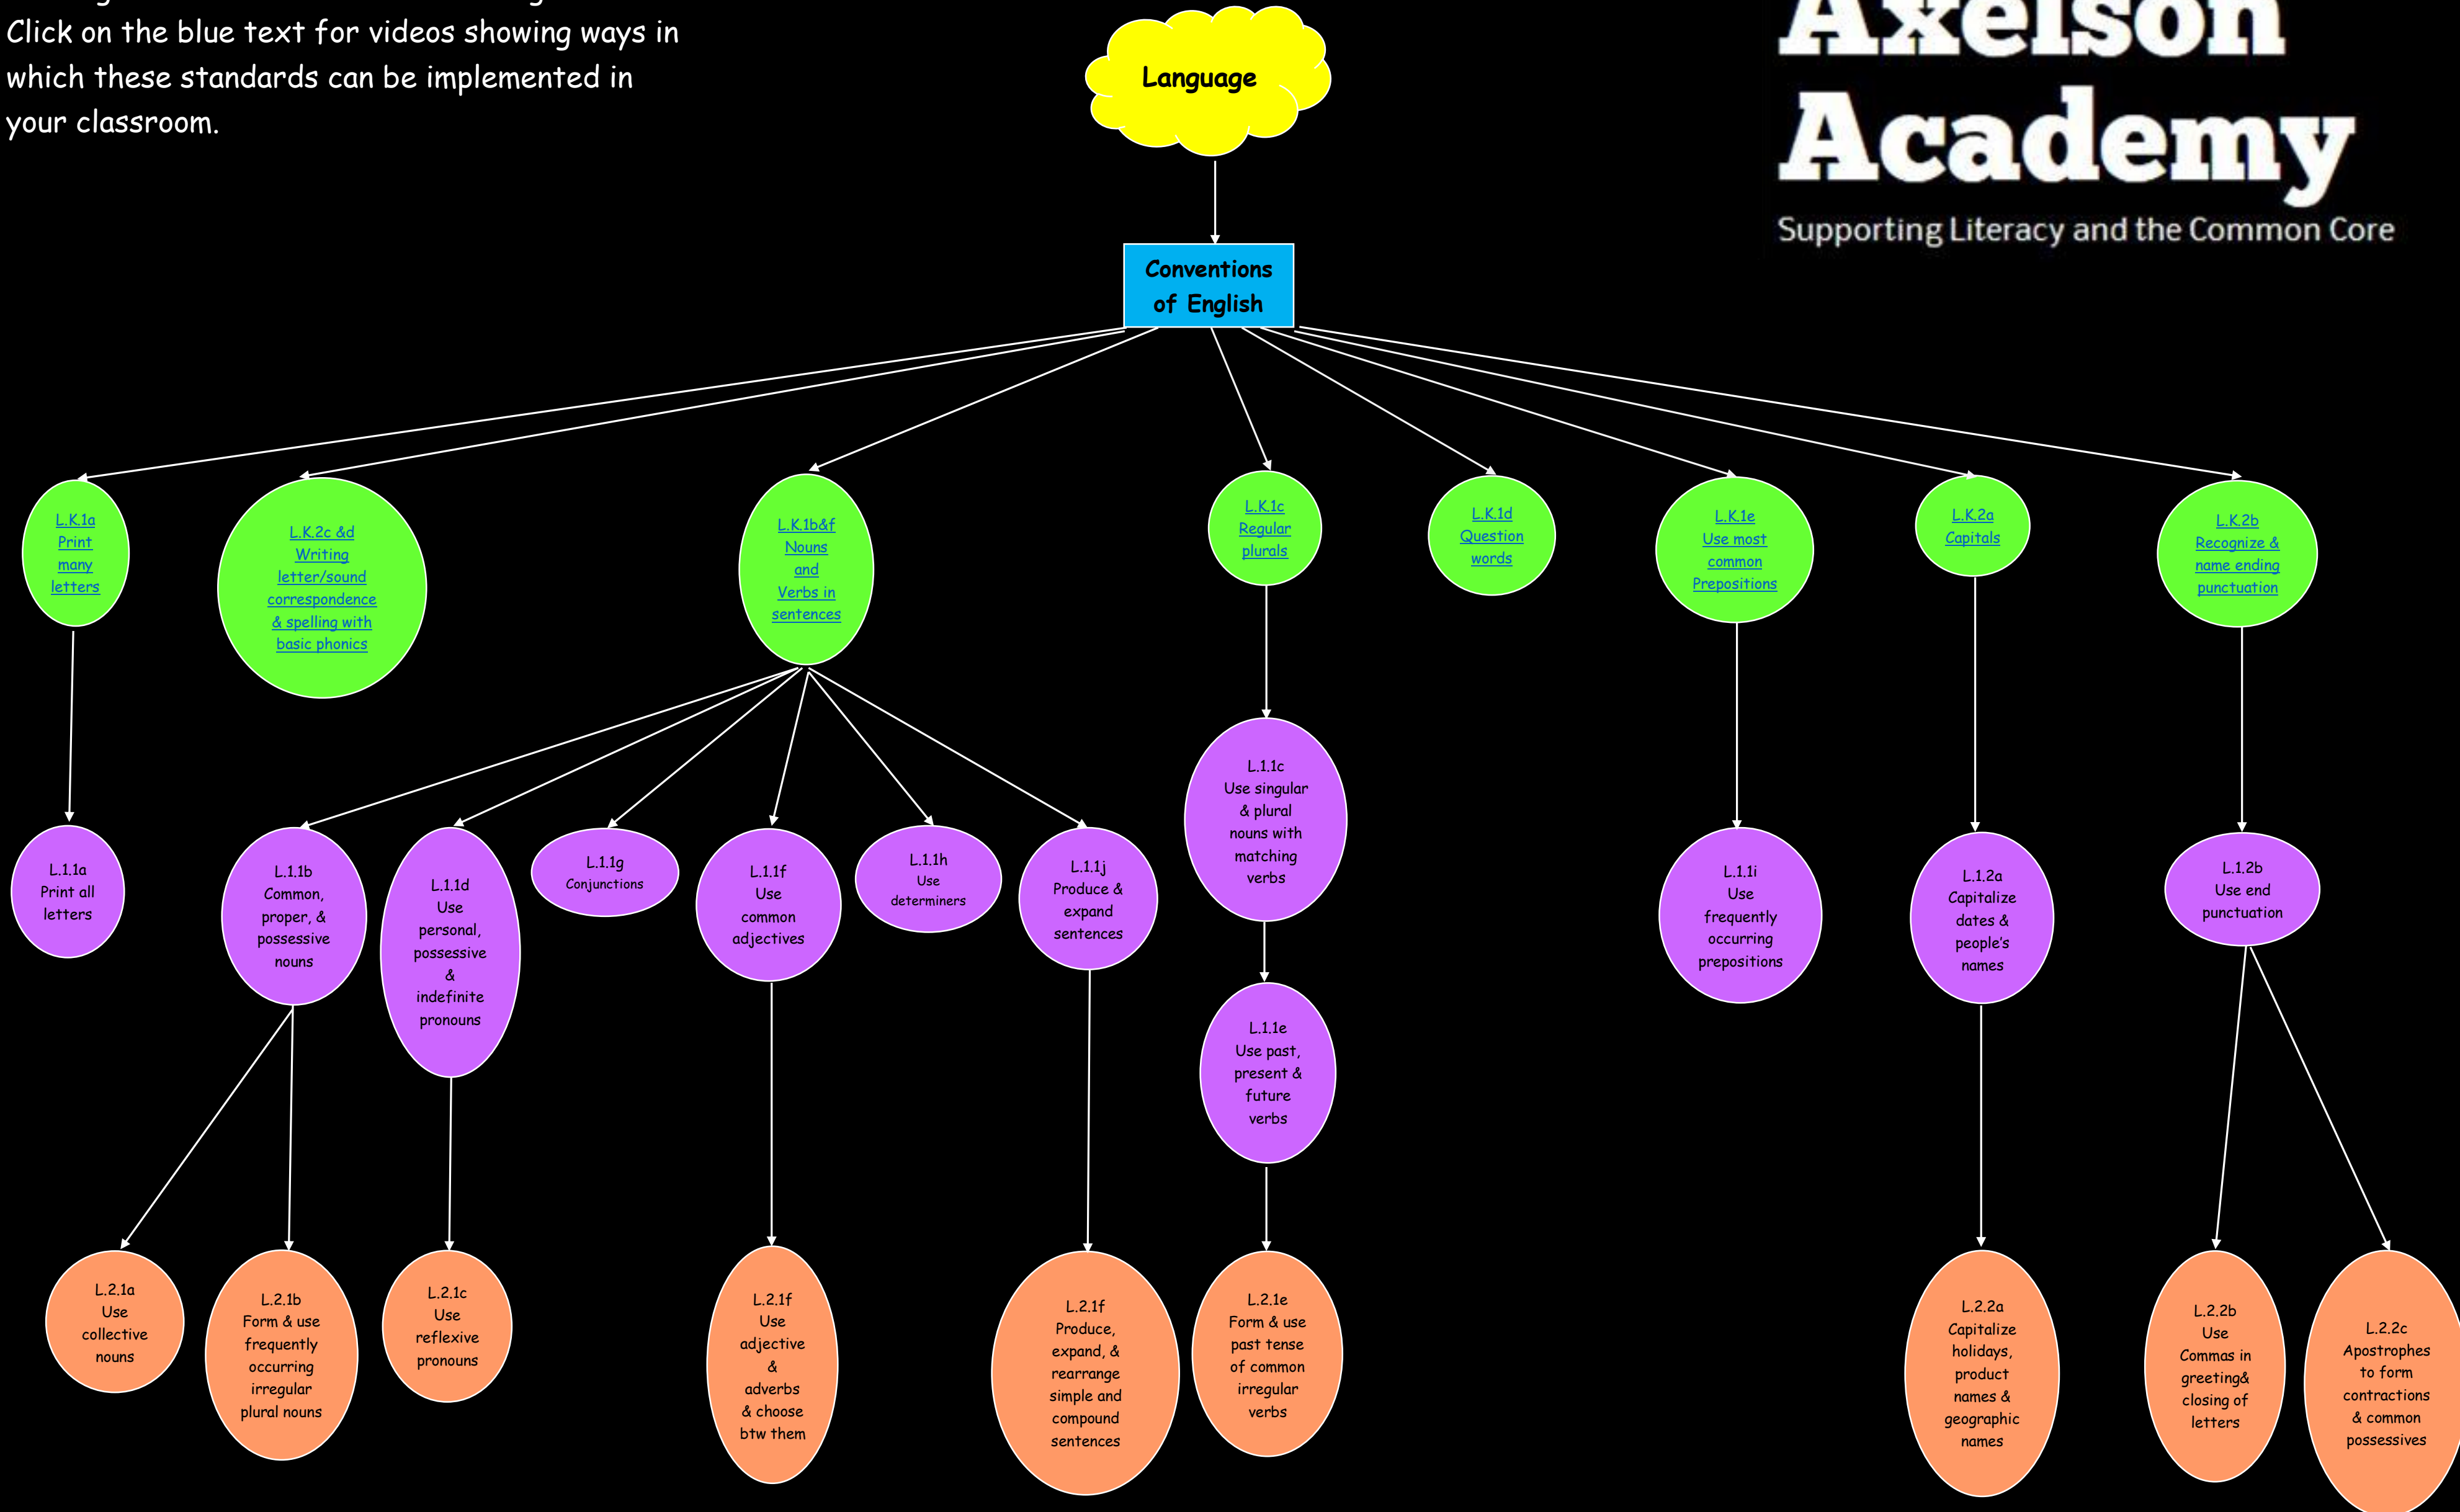 Click on the blue text for videos showing ways in
which these standards can be implemented in
your classroom.
Axelson
Academy
Supporting Literacy and the Common Core
Language
Conventions
of English
L.K.1a
Print
many
letters
L.K.2c &d
Writing
letter/sound
correspondence
& spelling with
basic phonics
L.K.1b&f
Nouns
and
Verbs in
sentences
L.K.1c
Regular
plurals
L.K.1d
Question
words
L.K.1e
Use most
common
Prepositions
L.K.2a
Capitals
L.K.2b
Recognize &
name ending
punctuation
L.1.1a
Print all
letters
L.1.1b
Common,
proper, &
possessive
nouns
L.1.1d
Use
personal,
possessive
&
indefinite
pronouns
L.1.1g
Conjunctions
L.1.1f
Use
common
adjectives
L.1.1h
Use
determiners
L.1.1j
Produce &
expand
sentences
L.1.1c
Use singular
& plural
nouns with
matching
verbs
L.1.1e
Use past,
present &
future
verbs
L.1.1i
Use
frequently
occurring
prepositions
L.1.2a
Capitalize
dates &
people's
names
L.1.2b
Use end
punctuation
L.2.1a
Use
collective
nouns
L.2.1b
Form & use
frequently
occurring
irregular
plural nouns
L.2.1c
Use
reflexive
pronouns
L.2.1f
Use
adjective
&
adverbs
& choose
btw them
L.2.1f
Produce,
expand, &
rearrange
simple and
compound
sentences
L.2.1e
Form & use
past tense
of common
irregular
verbs
L.2.2a
Capitalize
holidays,
product
names &
geographic
names
L.2.2b
Use
Commas in
greeting&
closing of
letters
L.2.2c
Apostrophes
to form
contractions
& common
possessives